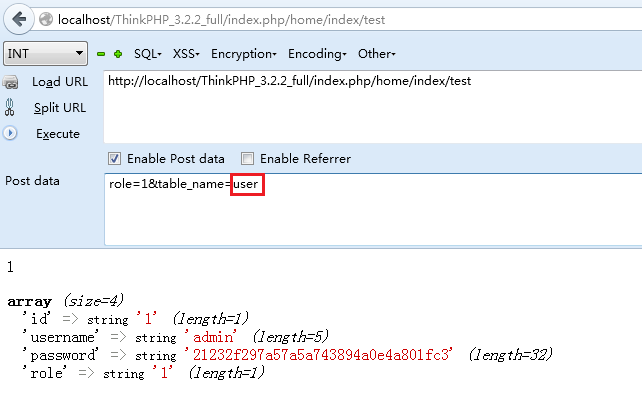 localhost/ThinkPHP_3.2.2_full/index.php/home/index/test
INT SQL- XSS- Encryption- Encoding- Other-
Load URL
http://localhost/ThinkPHP_3.2.2_full/index.php/home/index/test
Split URL
Execute
Enable Post data Enable Referrer
Post data
role=1&table_name=user
1
array (size=4)
'id' => string '1' (length=1)
'username' => string 'admin' (length=5)
'password' => string '21232f297a57a5a743894a0e4a801fc3' (length=32)
'role' => string '1' (length=1)